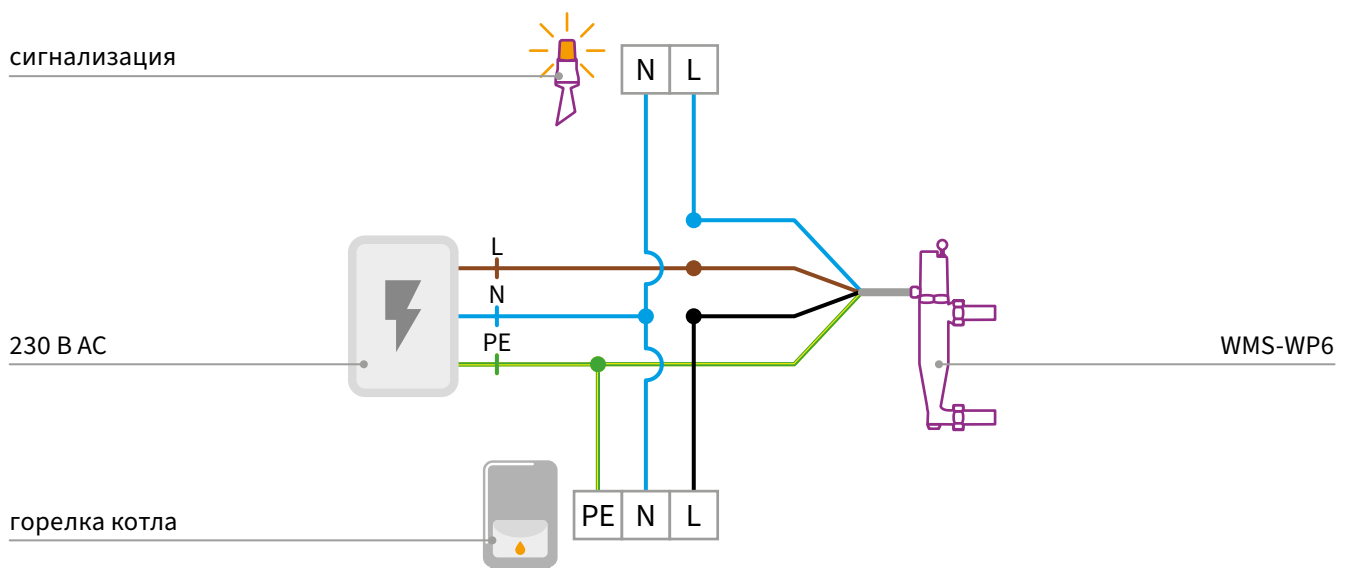 сигнализация
N L
L
N
PE
230 В AC
WMS-WP6
горелка котла
PE N L